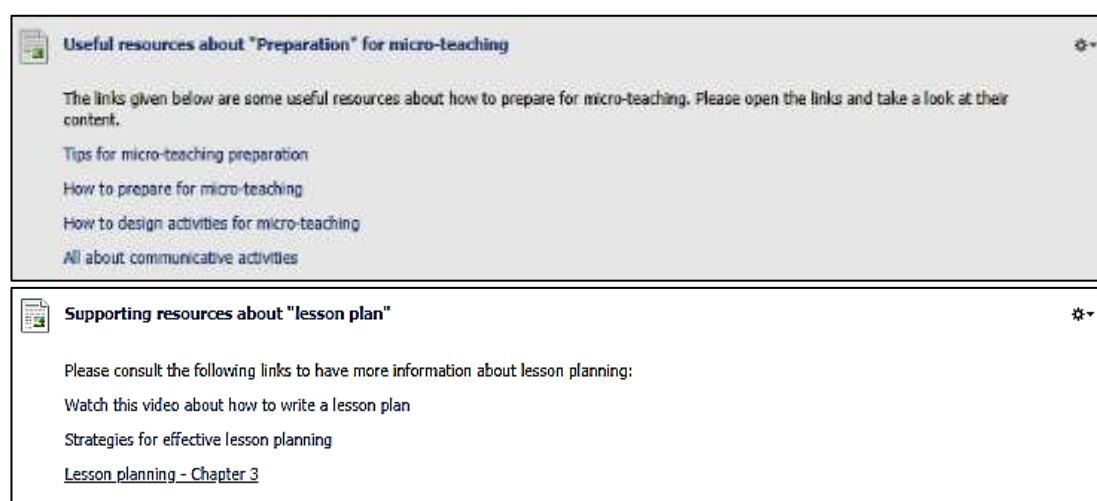 Useful resources about "Preparation" for micro-teaching
The links given below are some useful resources about how to prepare for micro-teaching. Please open the links and take a look at their
content.
Tips for micro-teaching preparation
How to prepare for micro-teaching
How to design activities for micro-teaching
All about communicative activities
Supporting resources about "lesson plan"
Please consult the following links to have more information about lesson planning:
Watch this video about how to write a lesson plan
Strategies for effective lesson planning
Lesson planning - Chapter 3